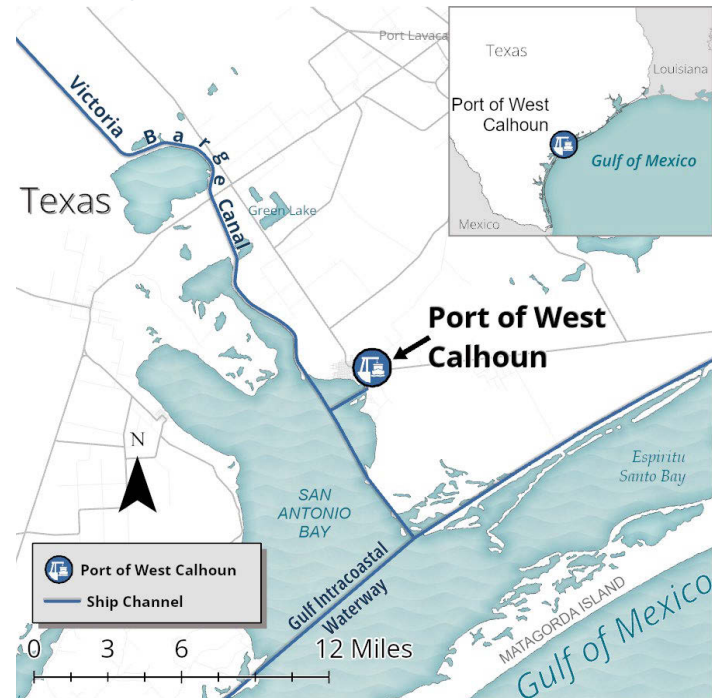 Port Lavaca
Victoria
Barge
Canal
Texas
Green Lake
Texas
Louisiana
Port of West
Calhoun
Gulf of Mexico
Mexico
Port of West
Calhoun
N
SAN
ANTONIO
BAY
Espiritu
Santo Bay
Gulf Intracoastal
Waterway
MATAGORDA ISLAND
Gulf of Mexico
Port of West Calhoun
Ship Channel
0 3 6 12 Miles